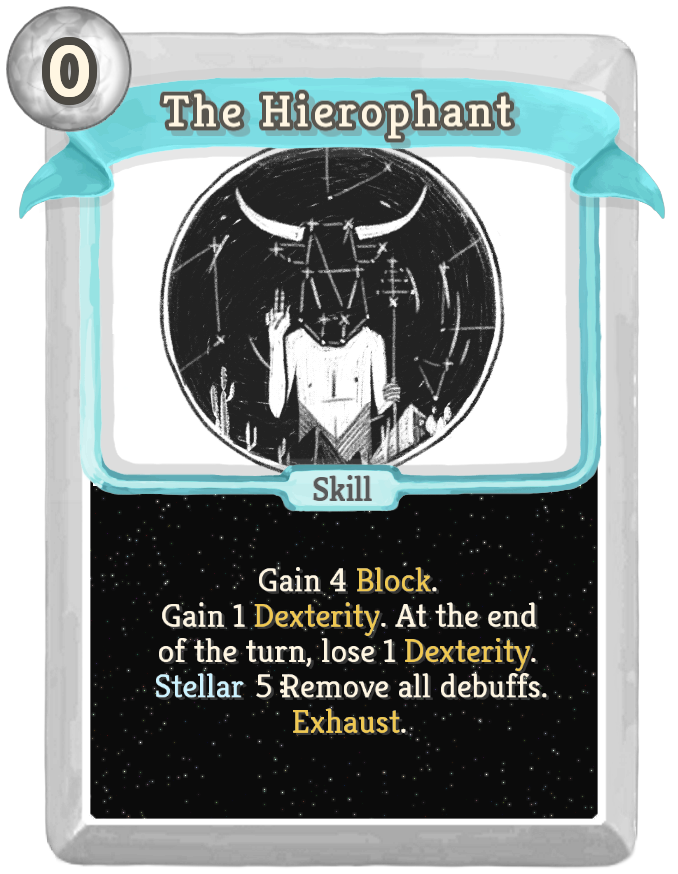 0
The Hierophant
Skill
Gain 4 Block.
Gain 1 Dexterity. At the end
of the turn, lose 1 Dexterity.
Stellar 5 : Remove all debuffs.
Exhaust.